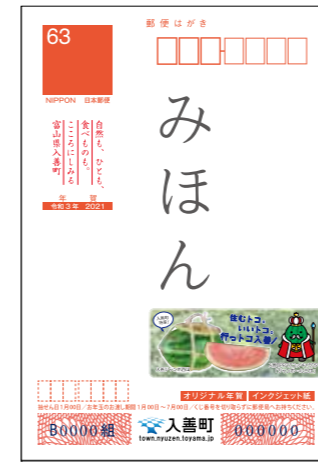 郵便はがき
63
NIPPON 日本郵便
自然も、ひとも、
食べものも。
こころにしみる
富山県入善町
年賀
令和3年 2021
みほん
住むトコ、
いいトコ、
行っトコ入善!
オリジナル年賀 インクジェット紙
B0000組
入善町
town.nyuzen.toyama.jp
000000